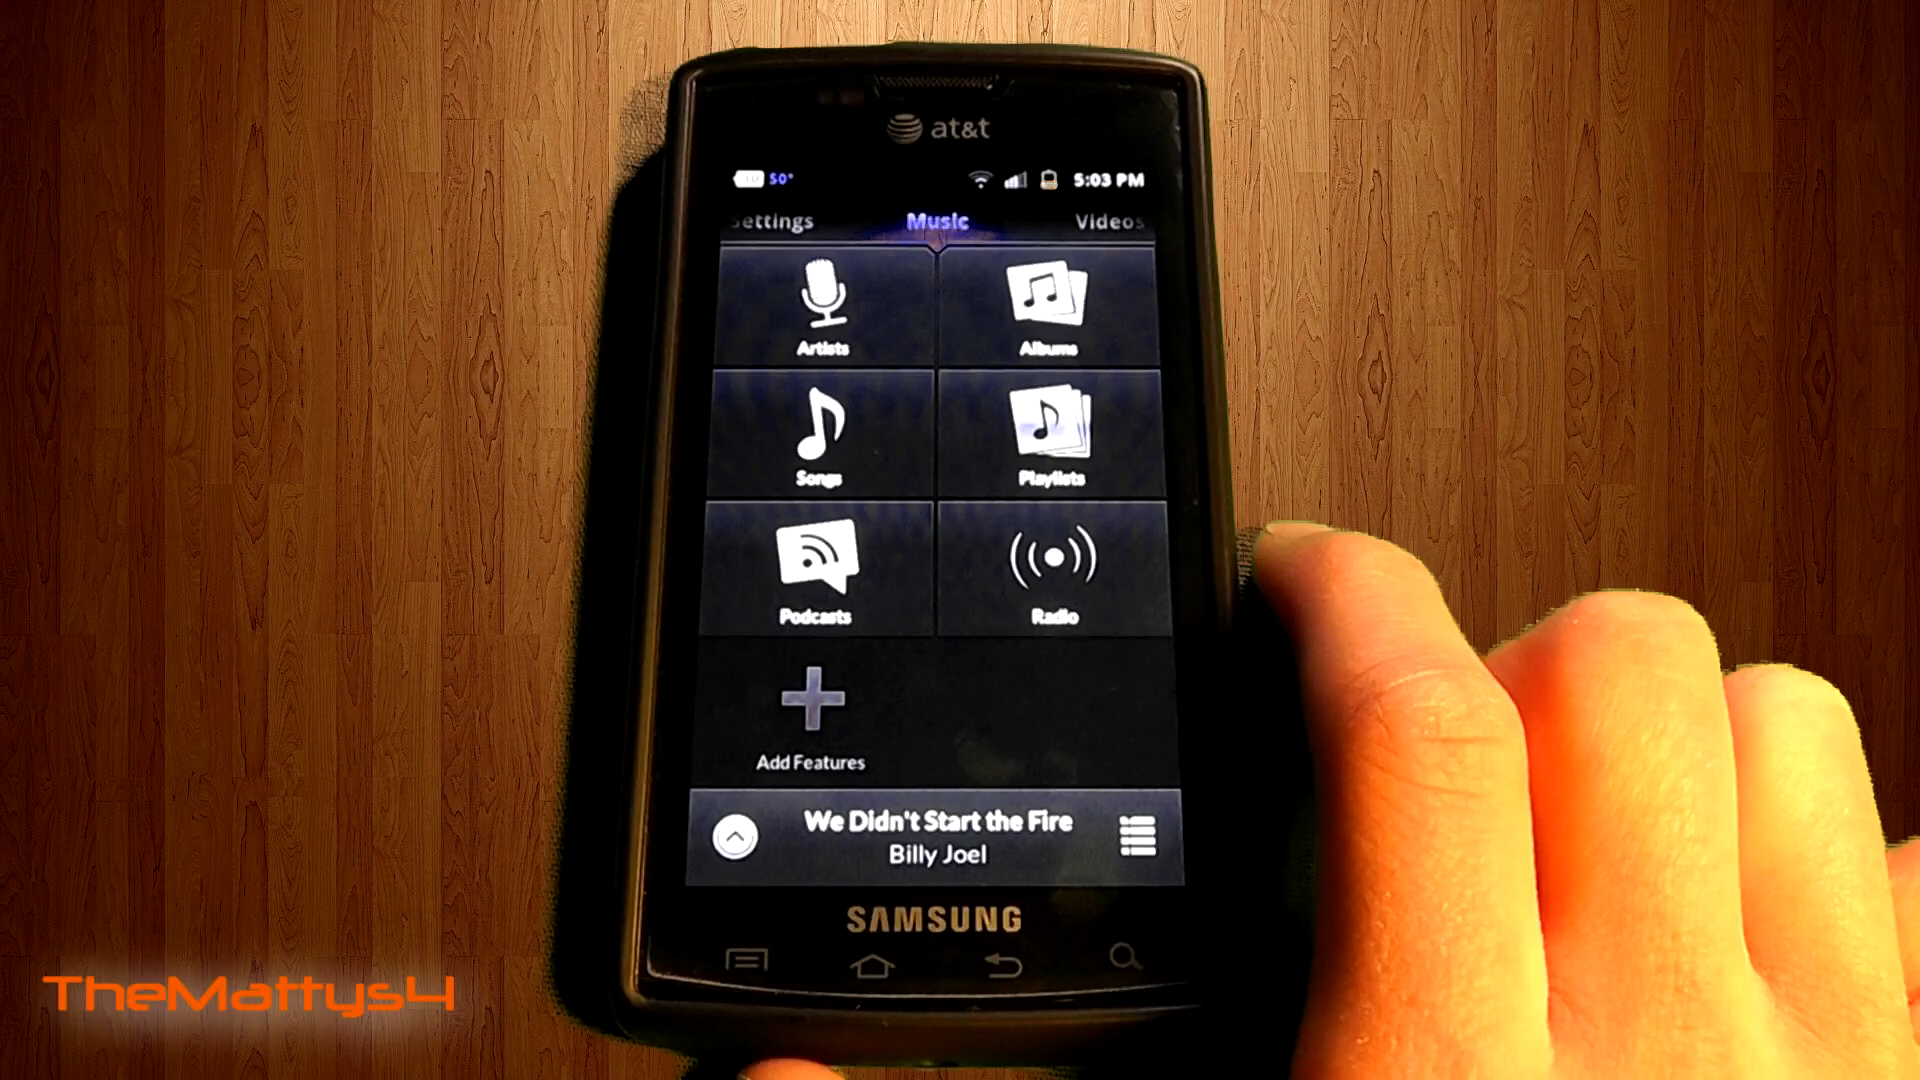 at&t
50°
5:03 PM
Settings
Music
Videos
Artists
Albums
Songs
Playlists
Podcasts
Radio
Add Features
We Didn't Start the Fire
Billy Joel
SAMSUNG
TheMattys4